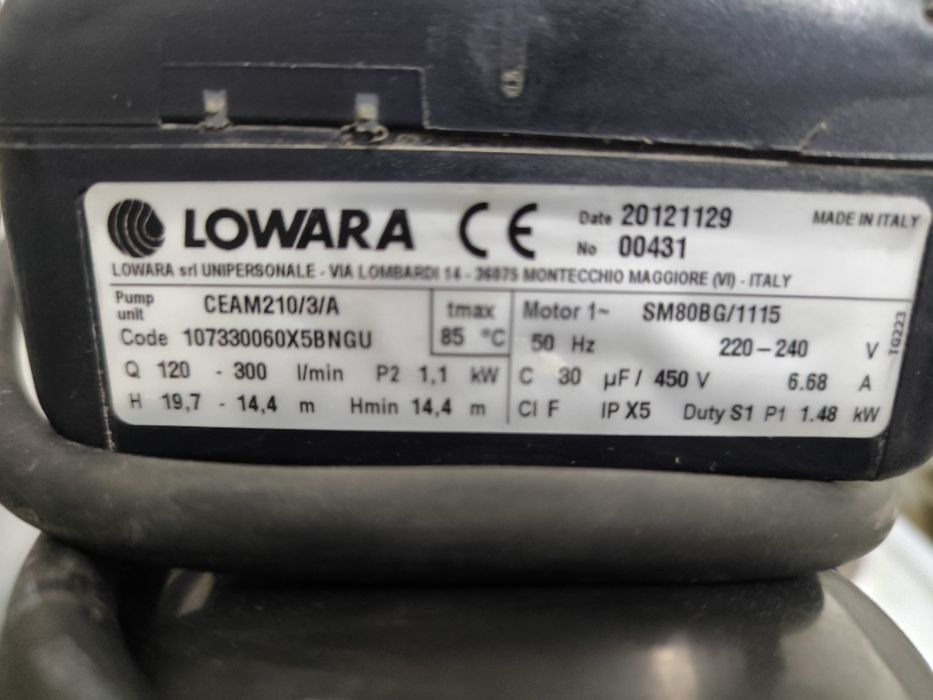 LOWARA CE Date 20121129 MADE IN ITALY
No 00431
LOWARA srl UNIPERSONALE - VIA LOMBARDI 14 - 36075 MONTECCHIO MAGGIORE (VI) - ITALY
Pump unit CEAM210/3/A
Code 107330060X5BNGU
tmax
85 °C
Q 120 - 300 l/min P2 1,1 kW
H 19,7 - 14,4 m Hmin 14,4 m
Motor 1~ SM80BG/1115
50 Hz 220-240 V
C 30 µF / 450 V 6.68 A
Cl F IP X5 Duty S1 P1 1.48 kW
TG223